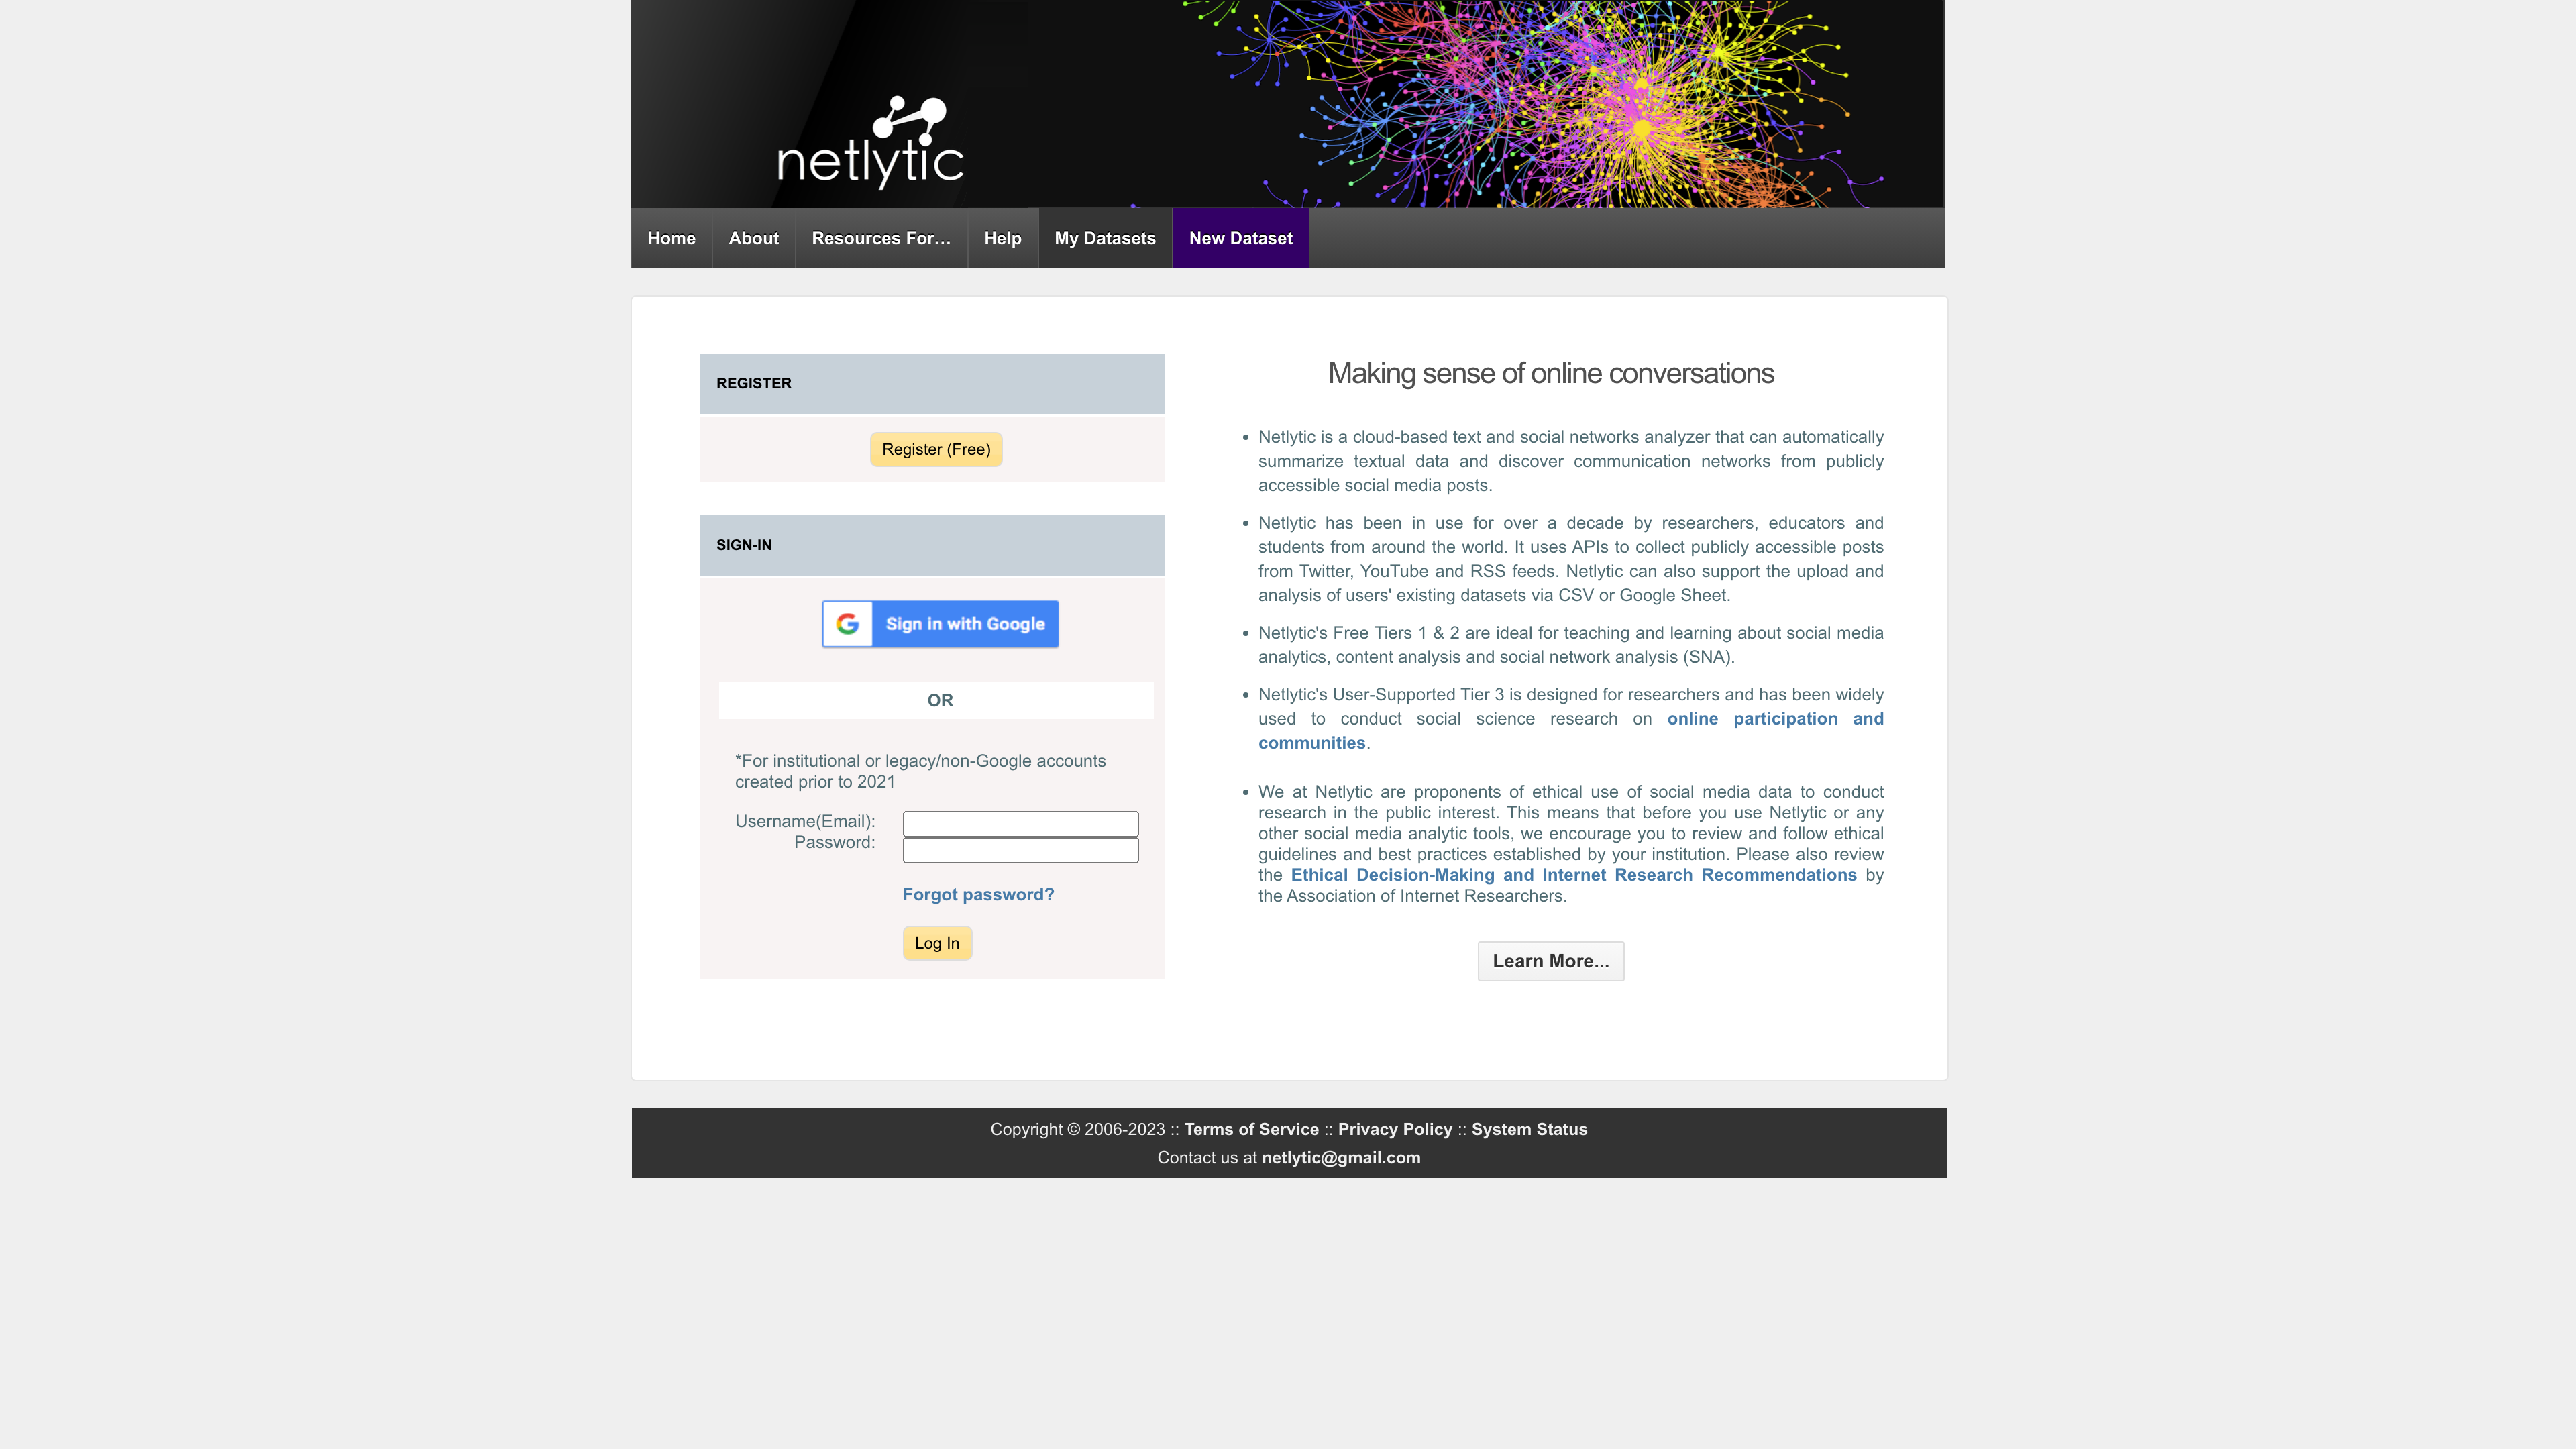 netlytic
Home
About
Resources For…
Help
My Datasets
New Dataset
REGISTER
Register (Free)
SIGN-IN
Sign in with Google
OR
*For institutional or legacy/non-Google accounts
created prior to 2021
Username(Email):
Password:
Forgot password?
Log In
Making sense of online conversations
• Netlytic is a cloud-based text and social networks analyzer that can automatically
summarize textual data and discover communication networks from publicly
accessible social media posts.
• Netlytic has been in use for over a decade by researchers, educators and
students from around the world. It uses APIs to collect publicly accessible posts
from Twitter, YouTube and RSS feeds. Netlytic can also support the upload and
analysis of users' existing datasets via CSV or Google Sheet.
• Netlytic's Free Tiers 1 & 2 are ideal for teaching and learning about social media
analytics, content analysis and social network analysis (SNA).
• Netlytic's User-Supported Tier 3 is designed for researchers and has been widely
used to conduct social science research on online participation and
communities.
• We at Netlytic are proponents of ethical use of social media data to conduct
research in the public interest. This means that before you use Netlytic or any
other social media analytic tools, we encourage you to review and follow ethical
guidelines and best practices established by your institution. Please also review
the Ethical Decision-Making and Internet Research Recommendations by
the Association of Internet Researchers.
Learn More...
Copyright © 2006-2023 :: Terms of Service :: Privacy Policy :: System Status
Contact us at netlytic@gmail.com